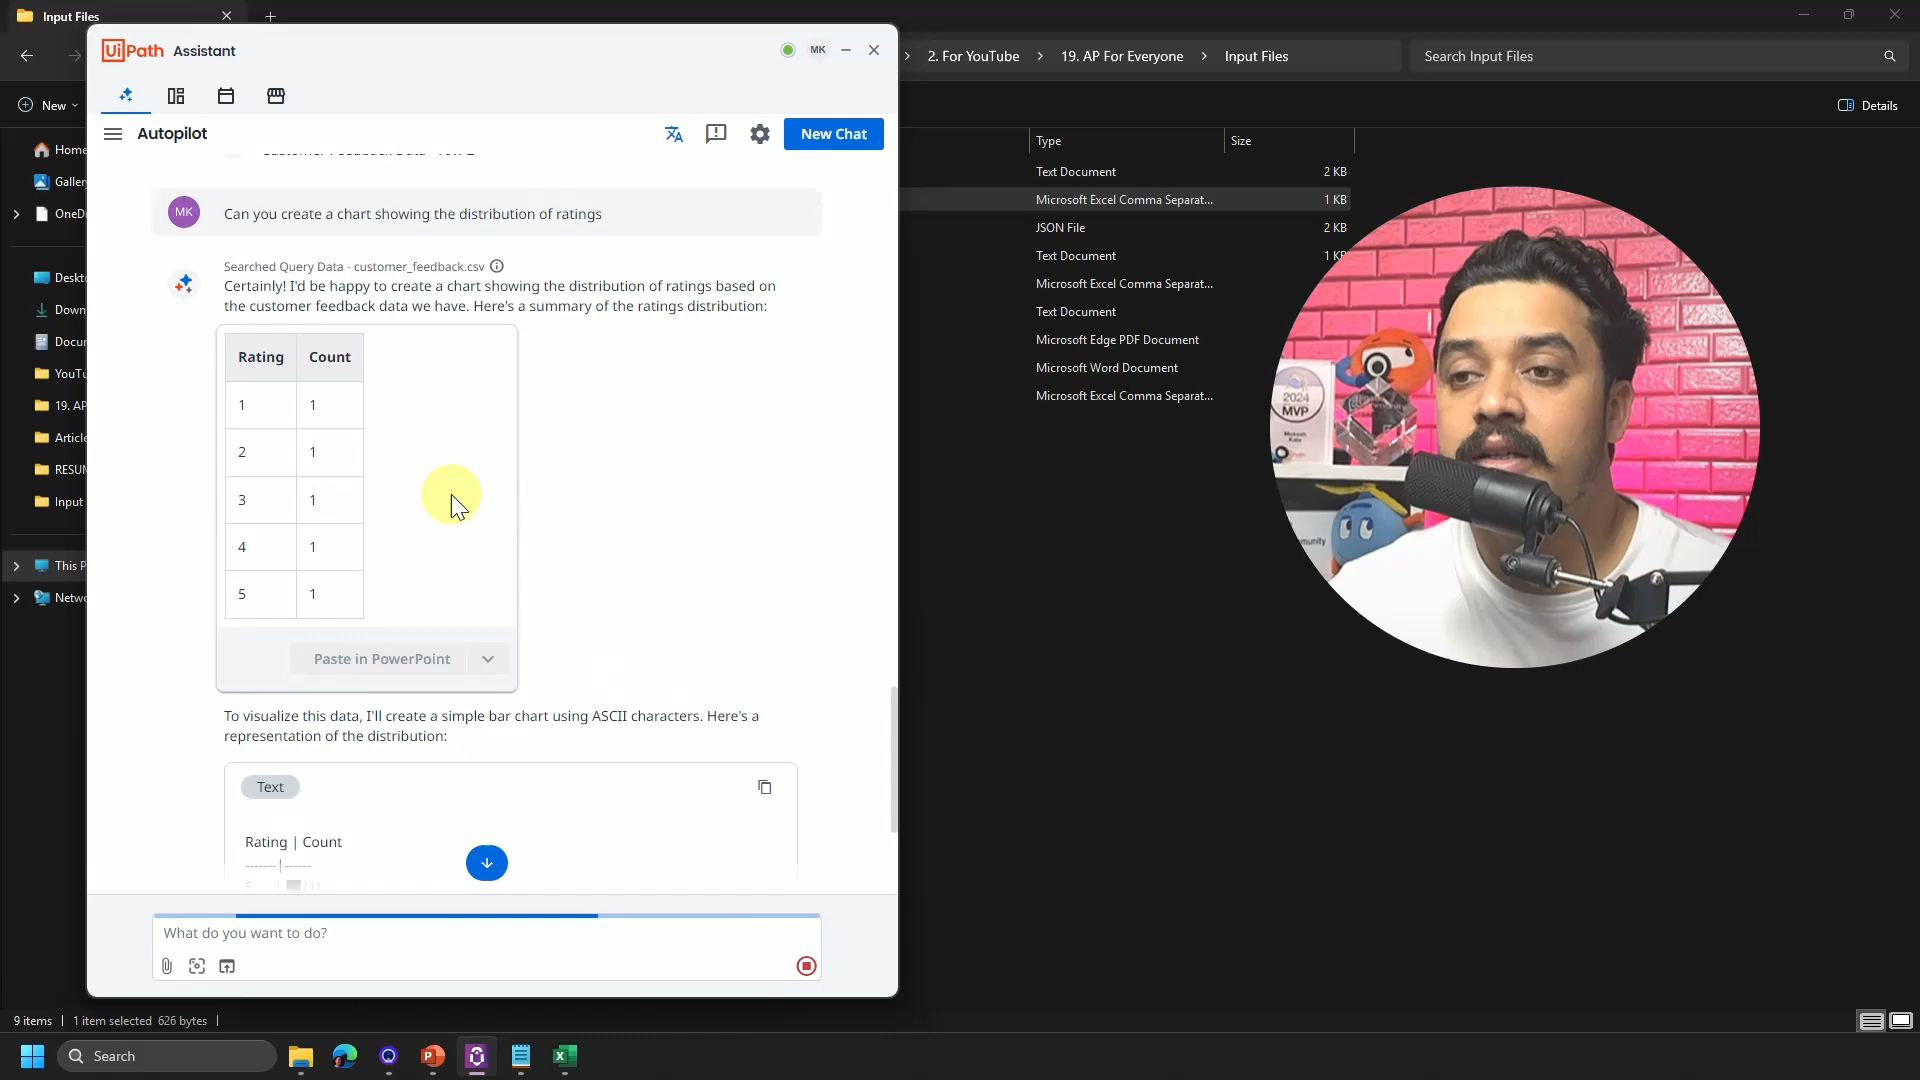 Input Files
2. For YouTube
19. AP For Everyone
Input Files
Search Input Files
New
Details
Home
Type
Size
Text Document
2 KB
Microsoft Excel Comma Separat...
1 KB
JSON File
2 KB
Text Document
Microsoft Excel Comma Separat...
Text Document
Microsoft Edge PDF Document
Microsoft Word Document
Microsoft Excel Comma Separat...
19. AP
Input
This P
UiPath Assistant
MK
Autopilot
New Chat
MK
Can you create a chart showing the distribution of ratings
Searched Query Data - customer_feedback.csv
Certainly! I'd be happy to create a chart showing the distribution of ratings based on
the customer feedback data we have. Here's a summary of the ratings distribution:
Rating Count
1 1
2 1
3 1
4 1
5 1
Paste in PowerPoint
To visualize this data, I'll create a simple bar chart using ASCII characters. Here's a
representation of the distribution:
Text
Rating | Count
-------|------
What do you want to do?
2024
MVP
9 items | 1 item selected 626 bytes |
Search